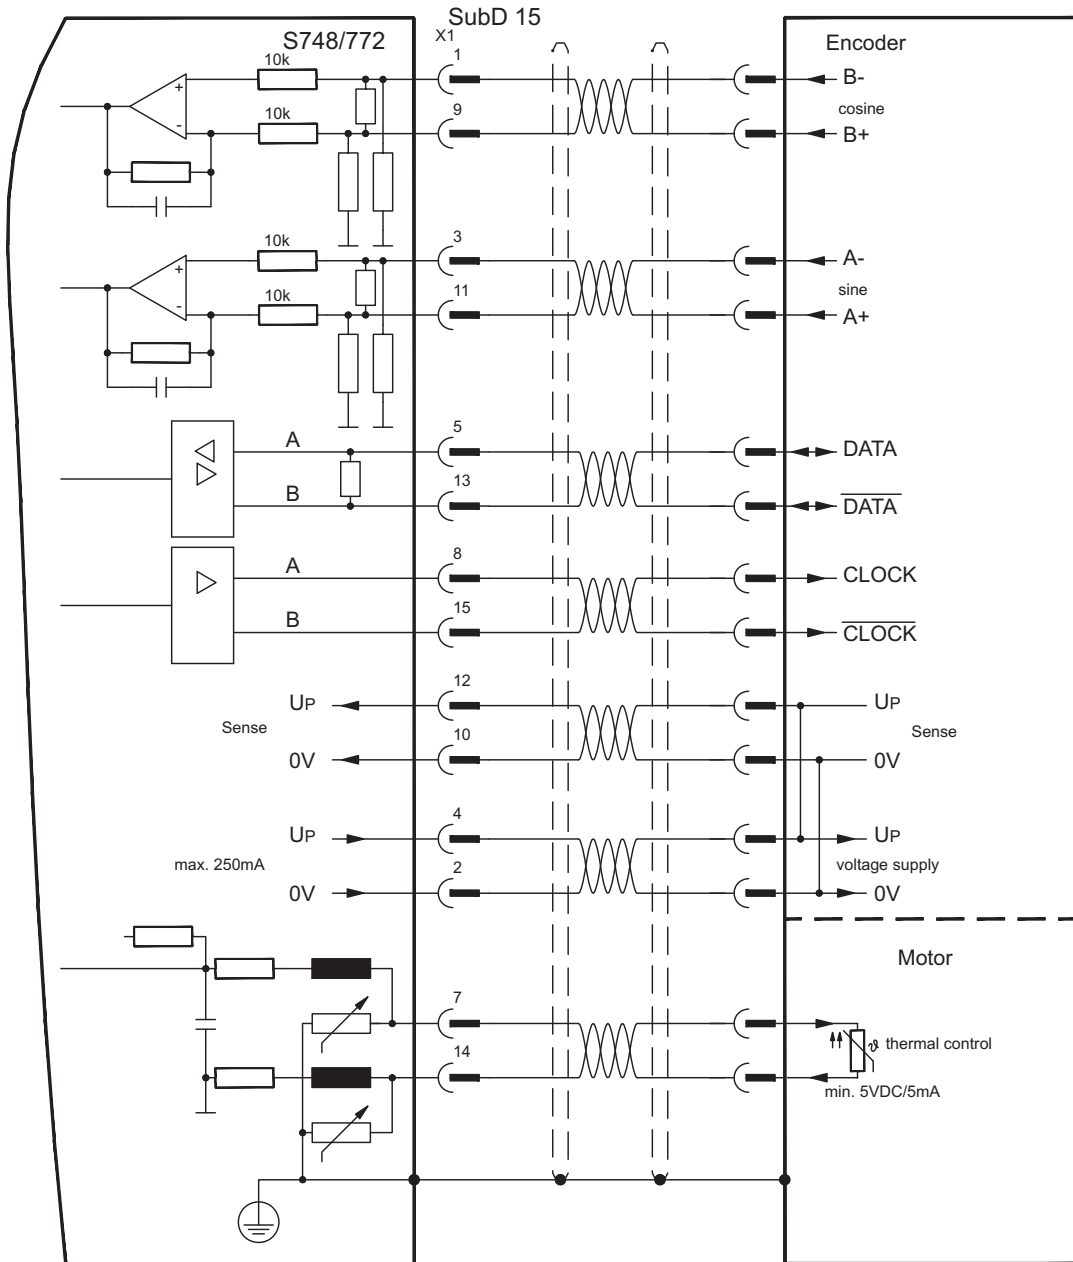 SubD 15
S748/772
X1
Encoder
10k
1
B-
cosine
10k
9
B+
+
-
10k
3
A-
sine
10k
11
A+
+
-
A
5
DATA
B
13
DATA
A
8
CLOCK
B
15
CLOCK
UP
12
UP
Sense
Sense
0V
10
0V
UP
4
UP
max. 250mA
voltage supply
0V
2
0V
Motor
7
ϑ thermal control
14
min. 5VDC/5mA